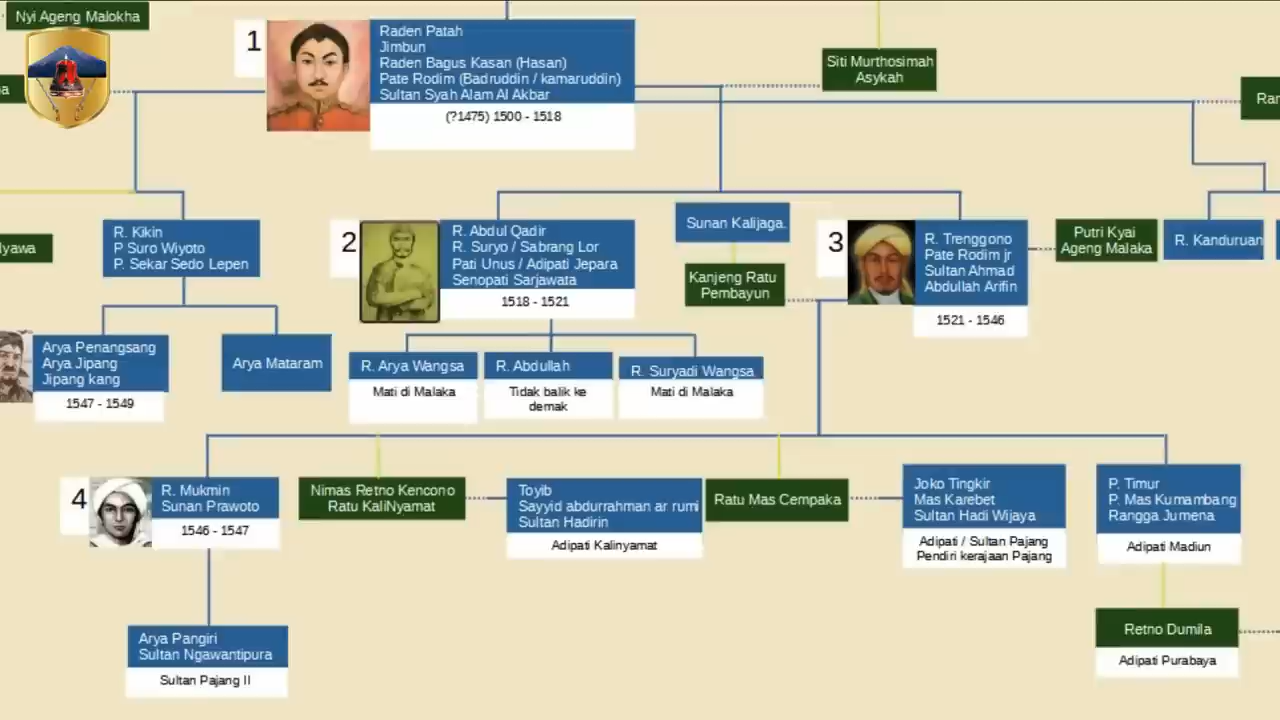 Nyi Ageng Malokha
1
Raden Patah
Jimbun
Raden Bagus Kasan (Hasan)
Pate Rodim (Badruddin / kamaruddin)
Sultan Syah Alam Al Akbar
(?1475) 1500 - 1518
Siti Murthosimah
Asykah
R. Kikin
P Suro Wiyoto
P. Sekar Sedo Lepen
2
R. Abdul Qadir
R. Suryo / Sabrang Lor
Pati Unus / Adipati Jepara
Senopati Sarjawata
1518 - 1521
Sunan Kalijaga.
Kanjeng Ratu
Pembayun
3
R. Trenggono
Pate Rodim jr
Sultan Ahmad
Abdullah Arifin
1521 - 1546
Putri Kyai
Ageng Malaka
R. Kanduruan
Arya Penangsang
Arya Jipang
Jipang kang
1547 - 1549
Arya Mataram
R. Arya Wangsa
Mati di Malaka
R. Abdullah
Tidak balik ke
demak
R. Suryadi Wangsa
Mati di Malaka
4
R. Mukmin
Sunan Prawoto
1546 - 1547
Nimas Retno Kencono
Ratu KaliNyamat
Toyib
Sayyid abdurrahman ar rumi
Sultan Hadirin
Adipati Kalinyamat
Ratu Mas Cempaka
Joko Tingkir
Mas Karebet
Sultan Hadi Wijaya
Adipati / Sultan Pajang
Pendiri kerajaan Pajang
P. Timur
P. Mas Kumambang
Rangga Jumena
Adipati Madiun
Arya Pangiri
Sultan Ngawantipura
Sultan Pajang II
Retno Dumila
Adipati Purabaya